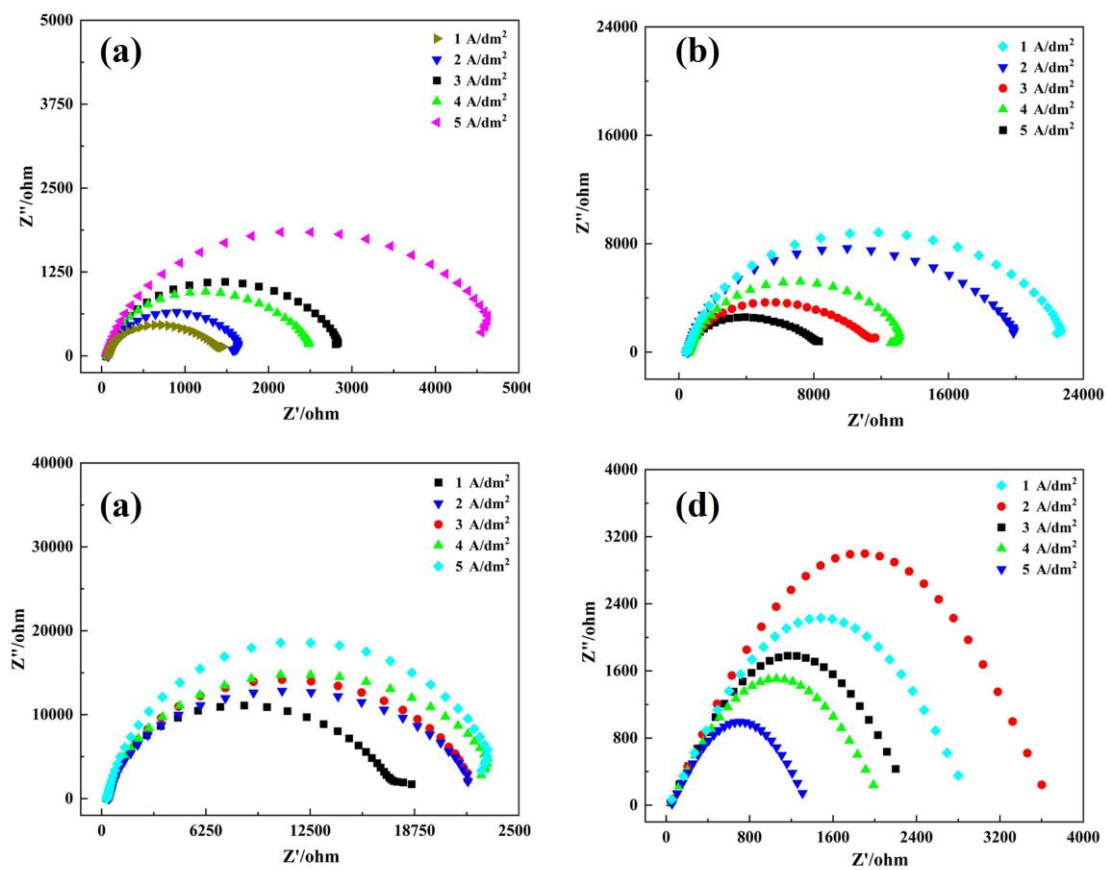 (a)
1 A/dm²
2 A/dm²
3 A/dm²
4 A/dm²
5 A/dm²
5000
3750
2500
1250
0
Z''/ohm
0 1000 2000 3000 4000 5000
Z'/ohm
(b)
1 A/dm²
2 A/dm²
3 A/dm²
4 A/dm²
5 A/dm²
24000
16000
8000
0
Z''/ohm
0 8000 16000 24000
Z'/ohm
(a)
1 A/dm²
2 A/dm²
3 A/dm²
4 A/dm²
5 A/dm²
40000
30000
20000
10000
0
Z''/ohm
0 6250 12500 18750 2500
Z'/ohm
(d)
1 A/dm²
2 A/dm²
3 A/dm²
4 A/dm²
5 A/dm²
4000
3200
2400
1600
800
0
Z''/ohm
0 800 1600 2400 3200 4000
Z'/ohm